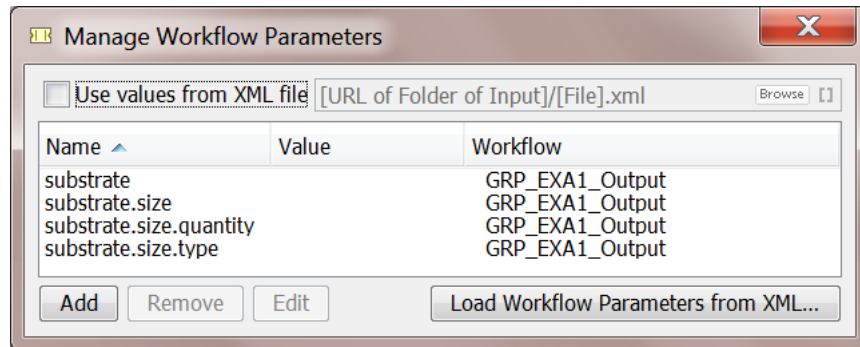 Manage Workflow Parameters
X
Use values from XML file [URL of Folder of Input]/[File].xml Browse []
Name Value Workflow
substrate GRP_EXA1_Output
substrate.size GRP_EXA1_Output
substrate.size.quantity GRP_EXA1_Output
substrate.size.type GRP_EXA1_Output
Add Remove Edit Load Workflow Parameters from XML...